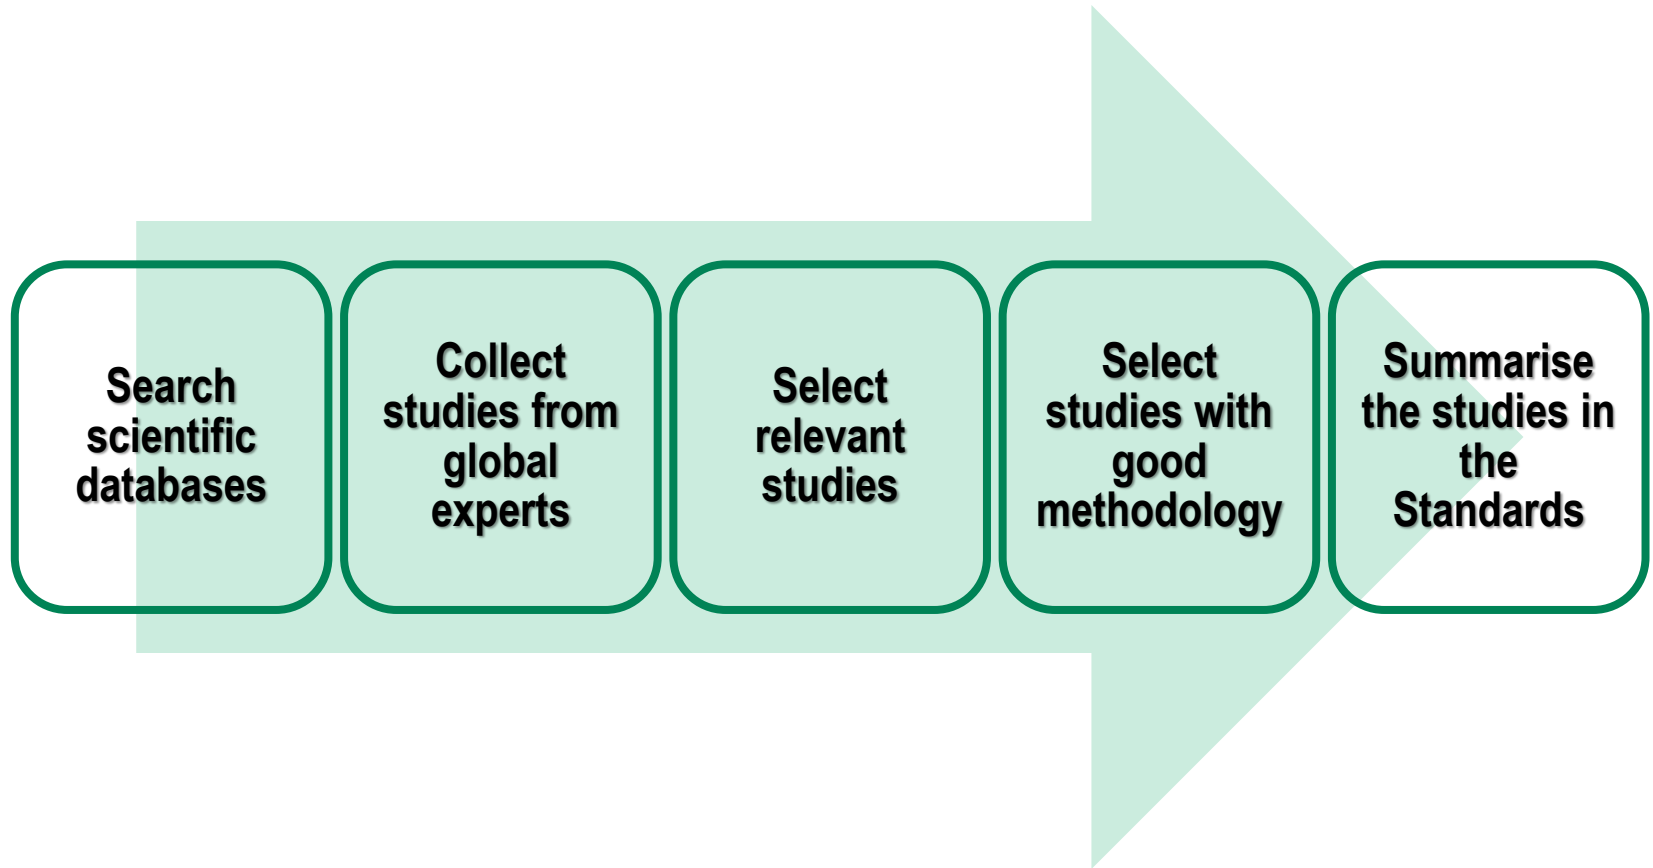 Search
scientific
databases
Collect
studies from
global
experts
Select
relevant
studies
Select
studies with
good
methodology
Summarise
the studies in
the
Standards